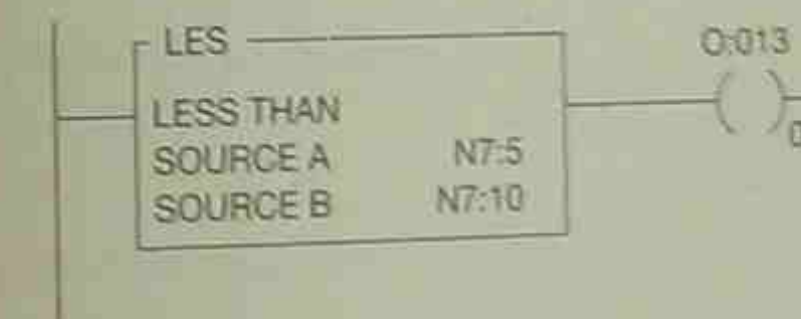 LES
O:013
LESS THAN
SOURCE A N7:5
SOURCE B N7:10